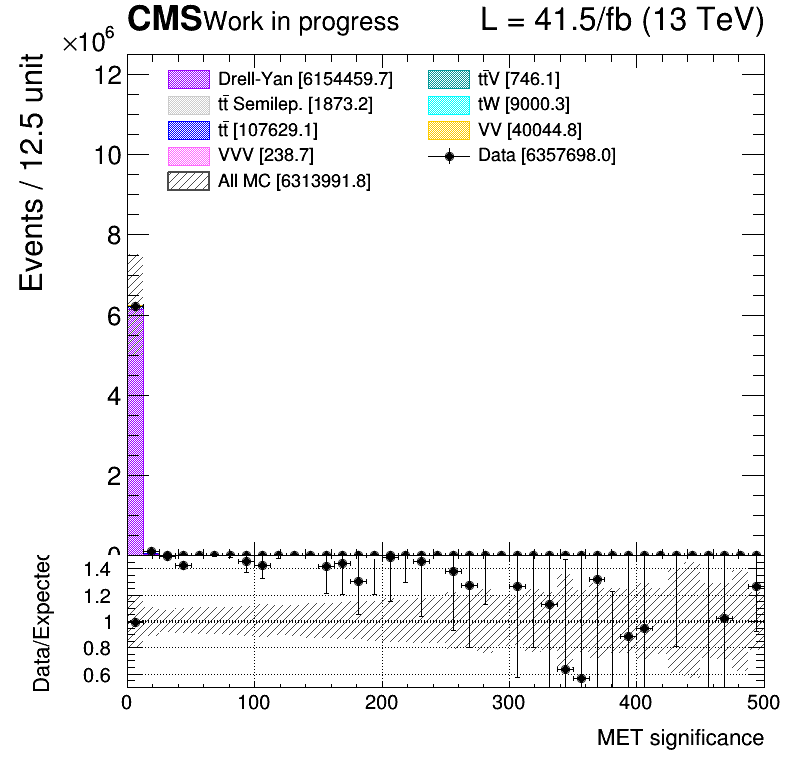 CMS Work in progress L = 41.5/fb (13 TeV)
×10⁶
Events / 12.5 unit
12
10
8
6
4
2
0
Drell-Yan [6154459.7]
tt̄ Semilep. [1873.2]
tt̄ [107629.1]
VVV [238.7]
All MC [6313991.8]
tt̄V [746.1]
tW [9000.3]
VV [40044.8]
Data [6357698.0]
Data/Expected
1.4
1.2
1
0.8
0.6
0 100 200 300 400 500
MET significance